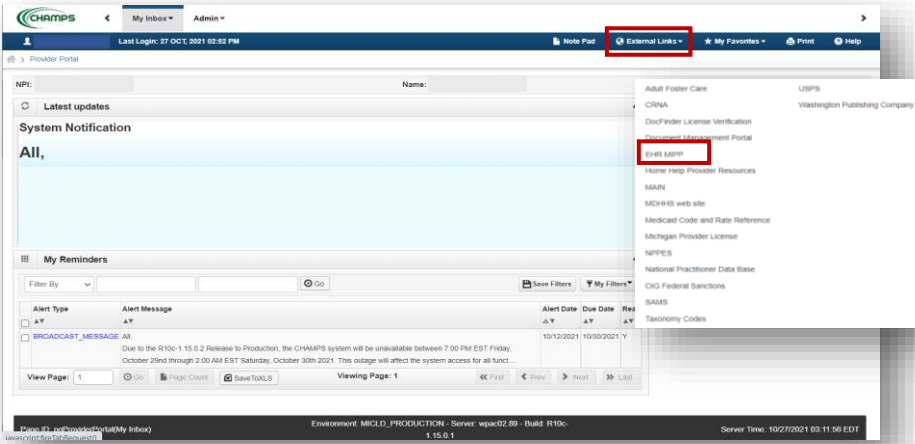 CHAMPS
My Inbox
Admin
Last Login: 27 OCT, 2021 02:52 PM
Note Pad
External Links
My Favorites
Print
Help
Provider Portal
NPI:
Name:
Latest updates
System Notification
All,
Adult Foster Care
CRNA
DocFinder License Verification
Document Management Portal
EHR MIPP
Home Help Provider Resources
MAIN
MDHHS web site
Medicaid Code and Rate Reference
Michigan Provider License
NPPES
National Practitioner Data Base
OIG Federal Sanctions
SAMS
Taxonomy Codes
USPS
Washington Publishing Company
My Reminders
Filter By
Go
Save Filters
My Filters
Alert Type
Alert Message
Alert Date
Due Date
Rea
BROADCAST_MESSAGE
All,
10/12/2021
10/30/2021
Y
Due to the R10c-1.15.0.2 Release to Production, the CHAMPS system will be unavailable between 7:00 PM EST Friday,
October 29nd through 2:00 AM EST Saturday, October 30th 2021. This outage will affect the system access for all funct...
View Page: 1
Go
Page Count
SaveToXLS
Viewing Page: 1
First
Prev
Next
Last
Page ID: pgProviderPortal(My Inbox)
Environment: MICLD_PRODUCTION - Server: wpac02.89 - Build: R10c-
1.15.0.1
Server Time: 10/27/2021 03:11:56 EDT